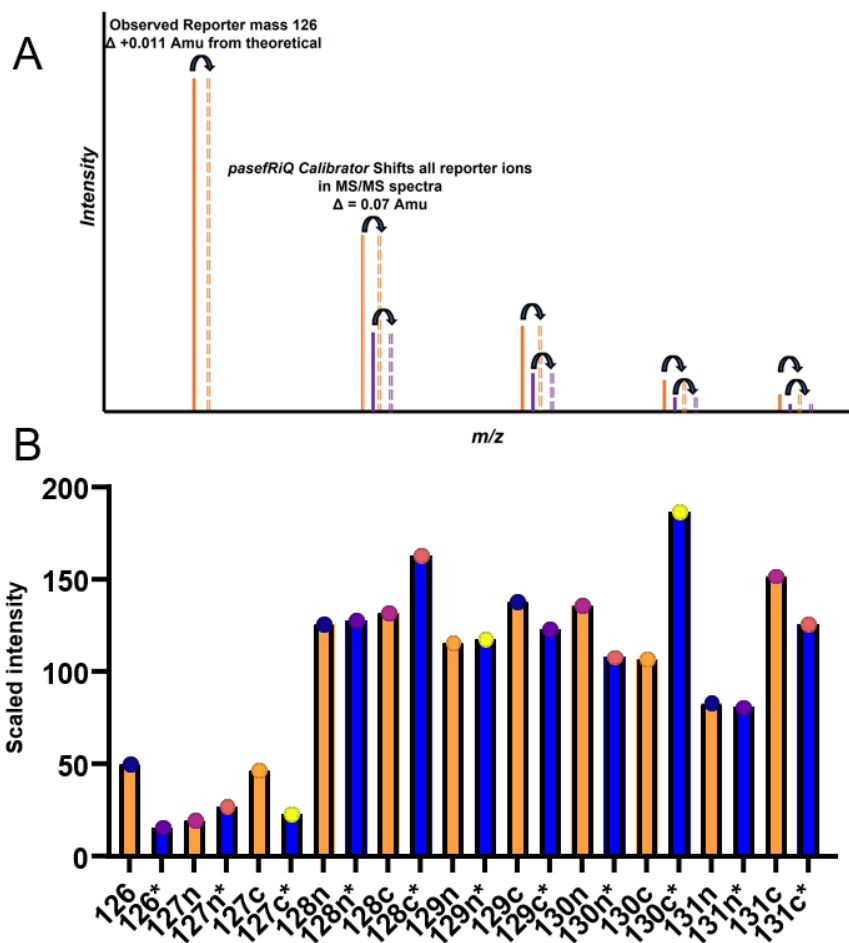 A
Observed Reporter mass 126
Δ +0.011 Amu from theoretical
pasefRiQ Calibrator Shifts all reporter ions
in MS/MS spectra
Δ = 0.07 Amu
Intensity
m/z
B
200
150
100
50
0
Scaled intensity
126
126*
127n
127n*
127c
127c*
128n
128n*
128c
128c*
129n
129n*
129c
129c*
130n
130n*
130c
130c*
131n
131n*
131c
131c*